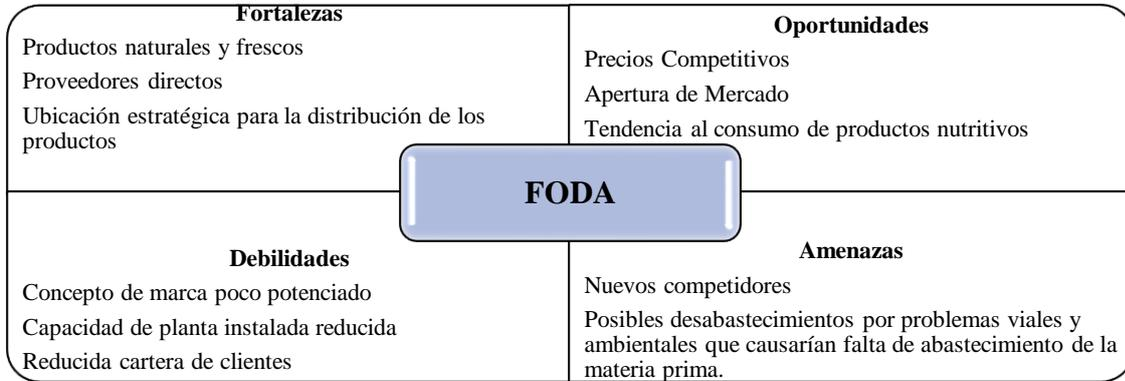 Fortalezas
Productos naturales y frescos
Proveedores directos
Ubicación estratégica para la distribución de los
productos
Oportunidades
Precios Competitivos
Apertura de Mercado
Tendencia al consumo de productos nutritivos
FODA
Debilidades
Concepto de marca poco potenciado
Capacidad de planta instalada reducida
Reducida cartera de clientes
Amenazas
Nuevos competidores
Posibles desabastecimientos por problemas viales y
ambientales que causarían falta de abastecimiento de la
materia prima.